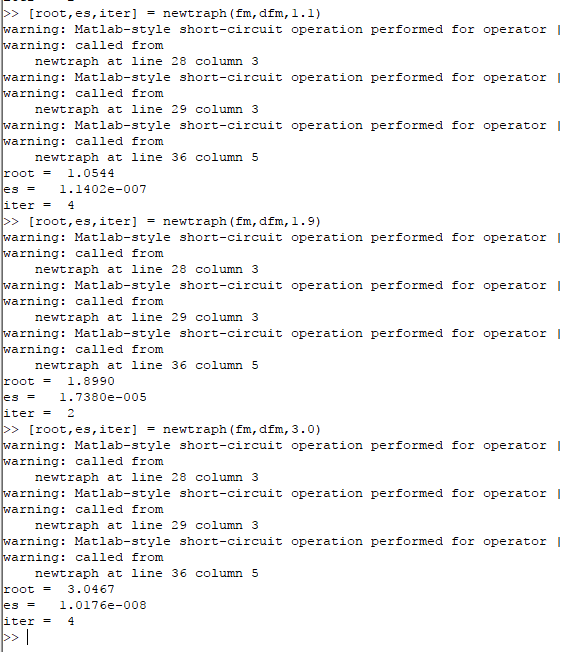 >> [root,es,iter] = newtraph(fm,dfm,1.1)
warning: Matlab-style short-circuit operation performed for operator |
warning: called from
    newtraph at line 28 column 3
warning: Matlab-style short-circuit operation performed for operator |
warning: called from
    newtraph at line 29 column 3
warning: Matlab-style short-circuit operation performed for operator |
warning: called from
    newtraph at line 36 column 5
root =  1.0544
es =   1.1402e-007
iter =  4
>> [root,es,iter] = newtraph(fm,dfm,1.9)
warning: Matlab-style short-circuit operation performed for operator |
warning: called from
    newtraph at line 28 column 3
warning: Matlab-style short-circuit operation performed for operator |
warning: called from
    newtraph at line 29 column 3
warning: Matlab-style short-circuit operation performed for operator |
warning: called from
    newtraph at line 36 column 5
root =  1.8990
es =   1.7380e-005
iter =  2
>> [root,es,iter] = newtraph(fm,dfm,3.0)
warning: Matlab-style short-circuit operation performed for operator |
warning: called from
    newtraph at line 28 column 3
warning: Matlab-style short-circuit operation performed for operator |
warning: called from
    newtraph at line 29 column 3
warning: Matlab-style short-circuit operation performed for operator |
warning: called from
    newtraph at line 36 column 5
root =  3.0467
es =   1.0176e-008
iter =  4
>>